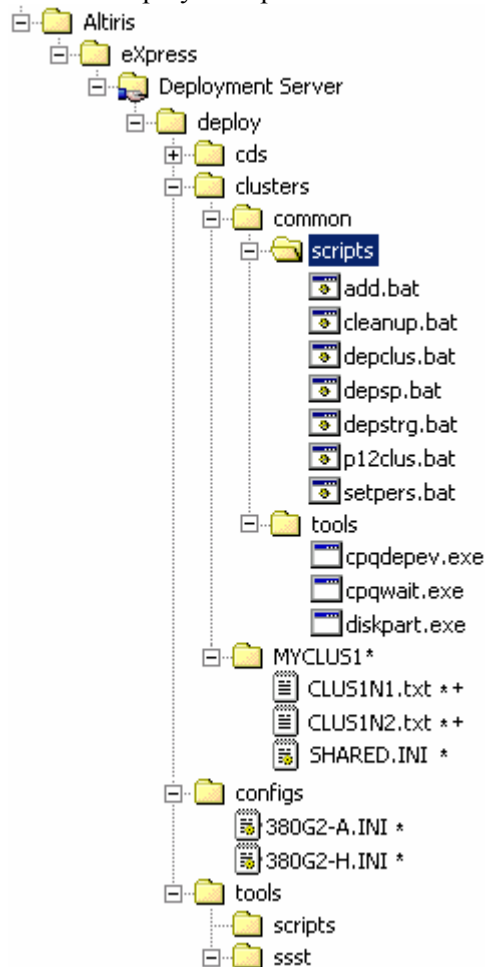 Altiris
eXpress
Deployment Server
deploy
cds
clusters
common
scripts
add.bat
cleanup.bat
depclus.bat
depsp.bat
depstrg.bat
p12clus.bat
setpers.bat
tools
cpqdepev.exe
cpqwait.exe
diskpart.exe
MYCLUS1*
CLUS1N1.txt *+
CLUS1N2.txt *+
SHARED.INI *
configs
380G2-A.INI *
380G2-H.INI *
tools
scripts
ssst